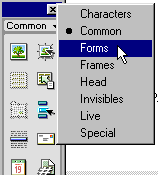 Characters
Common
Common
Forms
Frames
Head
Invisibles
Live
Special